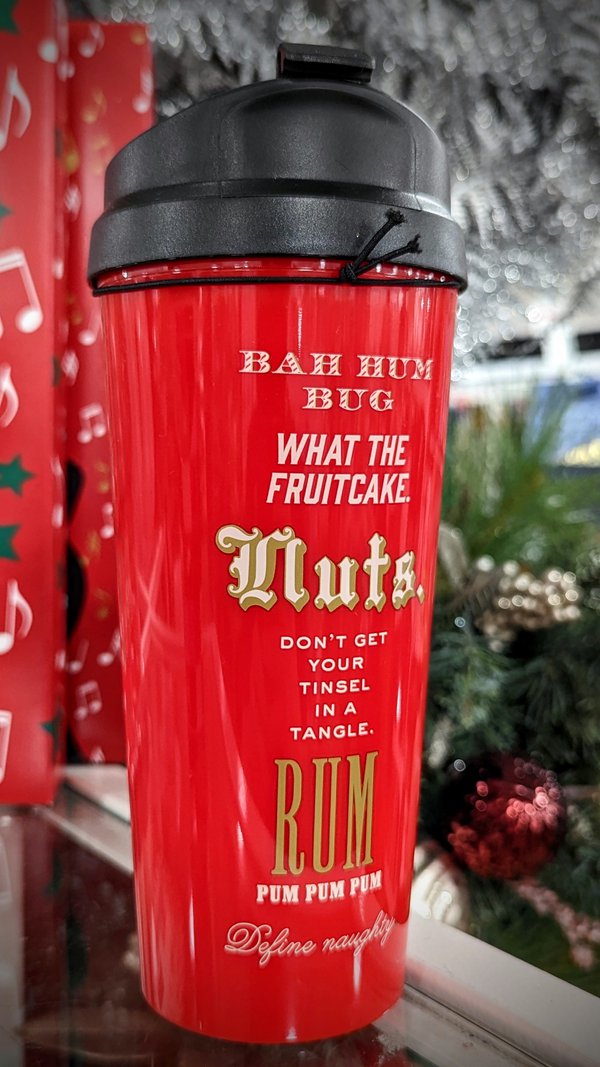 BAH HUM
BUG
WHAT THE
FRUITCAKE.
Nuts.
DON'T GET
YOUR
TINSEL
IN A
TANGLE.
RUM
PUM PUM PUM
Define naughty